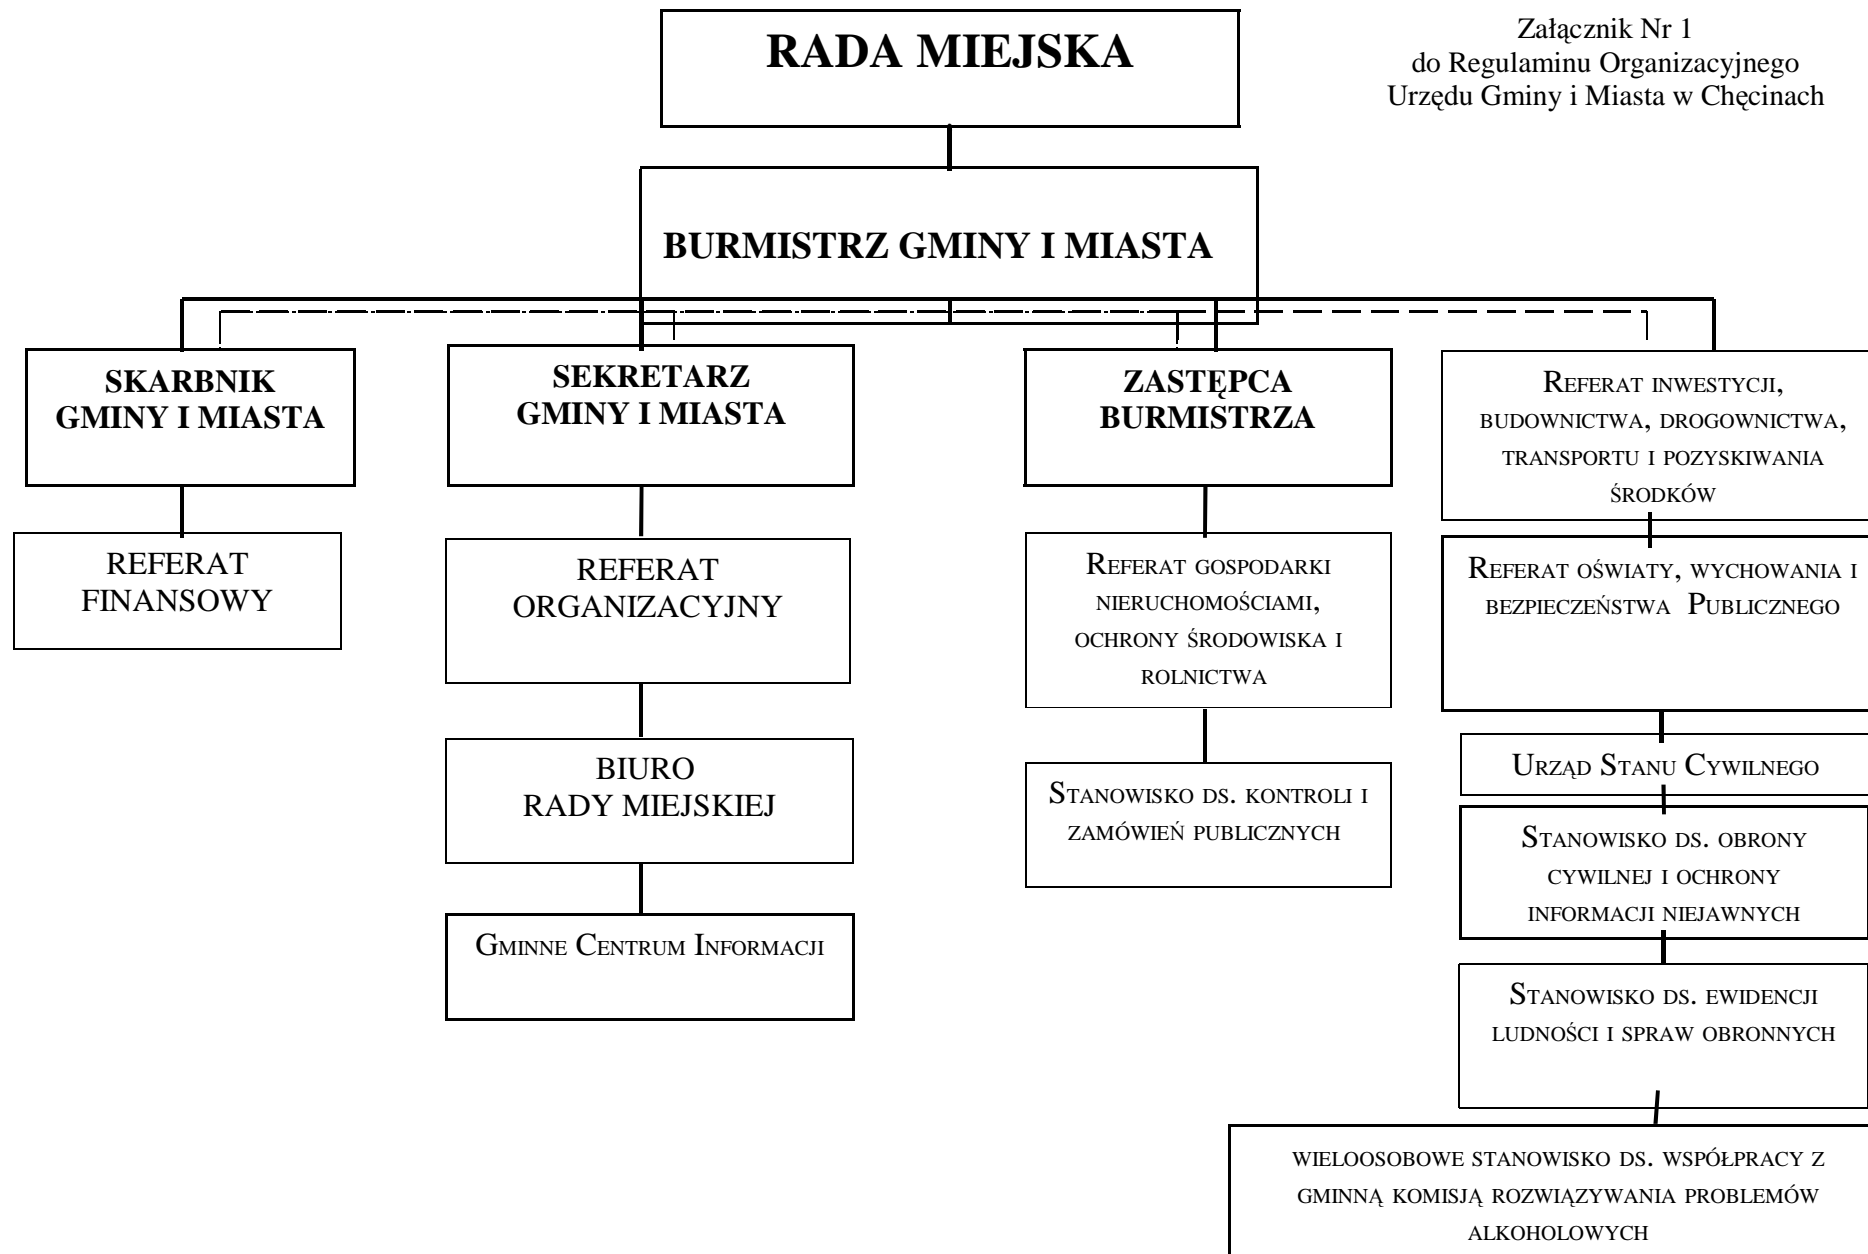 RADA MIEJSKA
Załącznik Nr 1
do Regulaminu Organizacyjnego
Urzędu Gminy i Miasta w Chęcinach
BURMISTRZ GMINY I MIASTA
SKARBNIK
GMINY I MIASTA
SEKRETARZ
GMINY I MIASTA
ZASTĘPCA
BURMISTRZA
REFERAT INWESTYCJI,
BUDOWNICTWA, DROGOWNICTWA,
TRANSPORTU I POZYSKIWANIA
ŚRODKÓW
REFERAT
FINANSOWY
REFERAT
ORGANIZACYJNY
REFERAT GOSPODARKI
NIERUCHOMOŚCIAMI,
OCHRONY ŚRODOWISKA I
ROLNICTWA
REFERAT OŚWIATY, WYCHOWANIA I
BEZPIECZEŃSTWA PUBLICZNEGO
BIURO
RADY MIEJSKIEJ
STANOWISKO DS. KONTROLI I
ZAMÓWIEŃ PUBLICZNYCH
URZĄD STANU CYWILNEGO
STANOWISKO DS. OBRONY
CYWILNEJ I OCHRONY
INFORMACJI NIEJAWNYCH
GMINNE CENTRUM INFORMACJI
STANOWISKO DS. EWIDENCJI
LUDNOŚCI I SPRAW OBRONNYCH
WIELOOSOBOWE STANOWISKO DS. WSPÓŁPRACY Z
GMINNĄ KOMISJĄ ROZWIĄZYWANIA PROBLEMÓW
ALKOHOLOWYCH